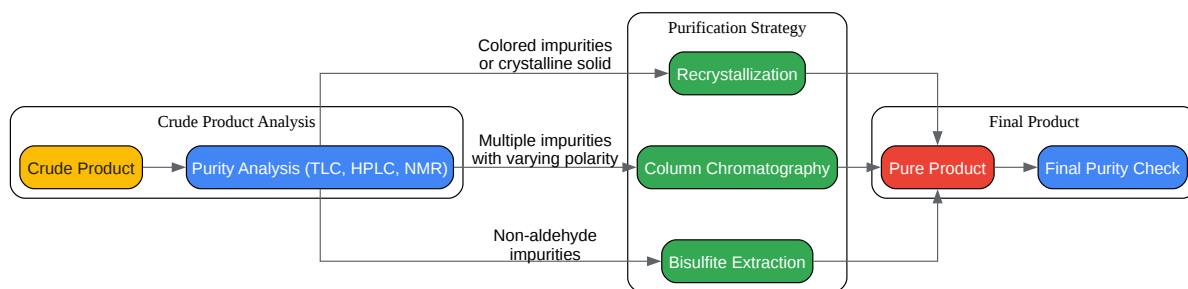 Purification Strategy
Colored impurities
or crystalline solid
Recrystallization
Crude Product Analysis
Final Product
Multiple impurities
with varying polarity
Crude Product
Purity Analysis (TLC, HPLC, NMR)
Column Chromatography
Pure Product
Final Purity Check
Non-aldehyde
impurities
Bisulfite Extraction